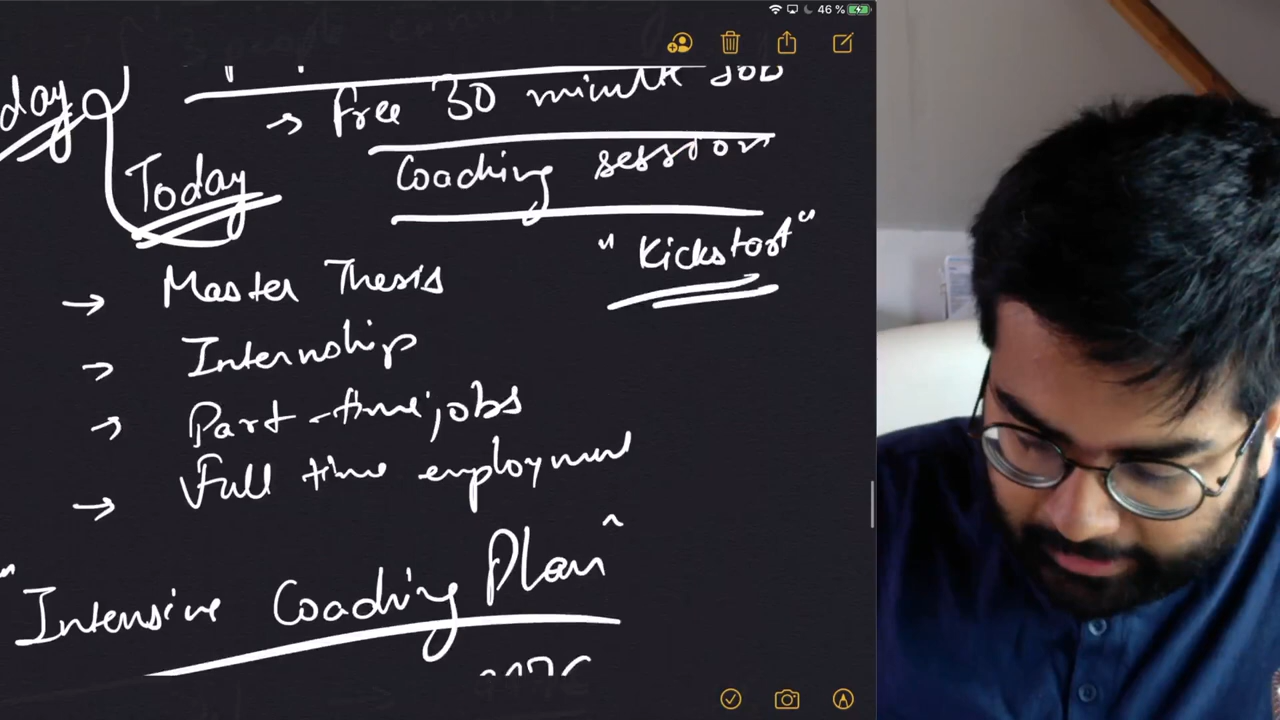 46 %
day
→ free 30 minute Job
Today
Coaching session
"Kickstart"
→ Master Thesis
→ Internship
→ Part-time jobs
→ Full time employment
"Intensive Coaching Plan"